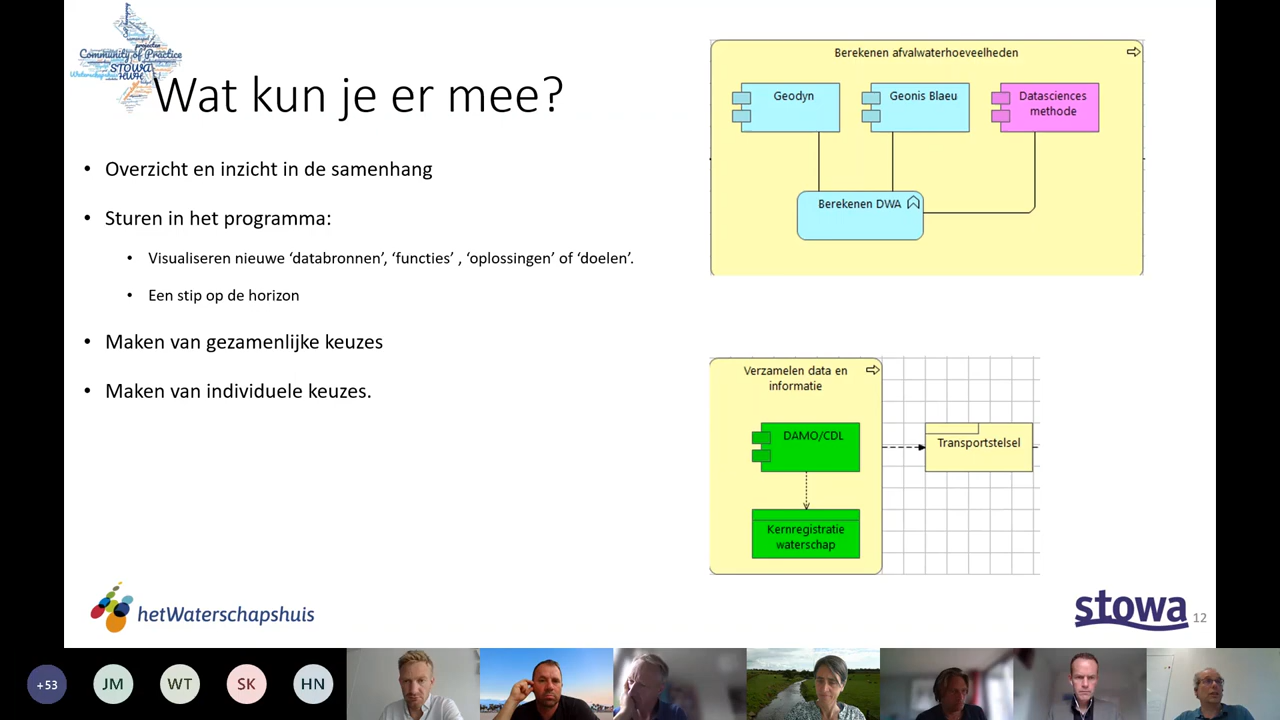 Community of Practice
STOWA
Wat kun je er mee?
• Overzicht en inzicht in de samenhang
• Sturen in het programma:
• Visualiseren nieuwe ‘databronnen’, ‘functies’ , ‘oplossingen’ of ‘doelen’.
• Een stip op de horizon
• Maken van gezamenlijke keuzes
• Maken van individuele keuzes.
Berekenen afvalwaterhoeveelheden
Geodyn
Geonis Blaeu
Datasciences
methode
Berekenen DWA
Verzamelen data en
informatie
DAMO/CDL
Transportstelsel
Kernregistratie
waterschap
hetWaterschapshuis
stowa
12
+53
JM
WT
SK
HN